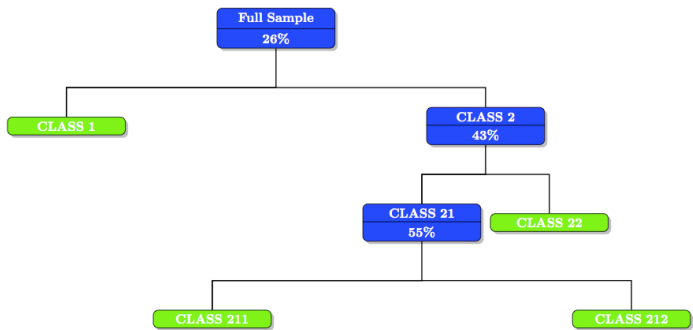 Full Sample
26%
CLASS 1
CLASS 2
43%
CLASS 21
55%
CLASS 22
CLASS 211
CLASS 212